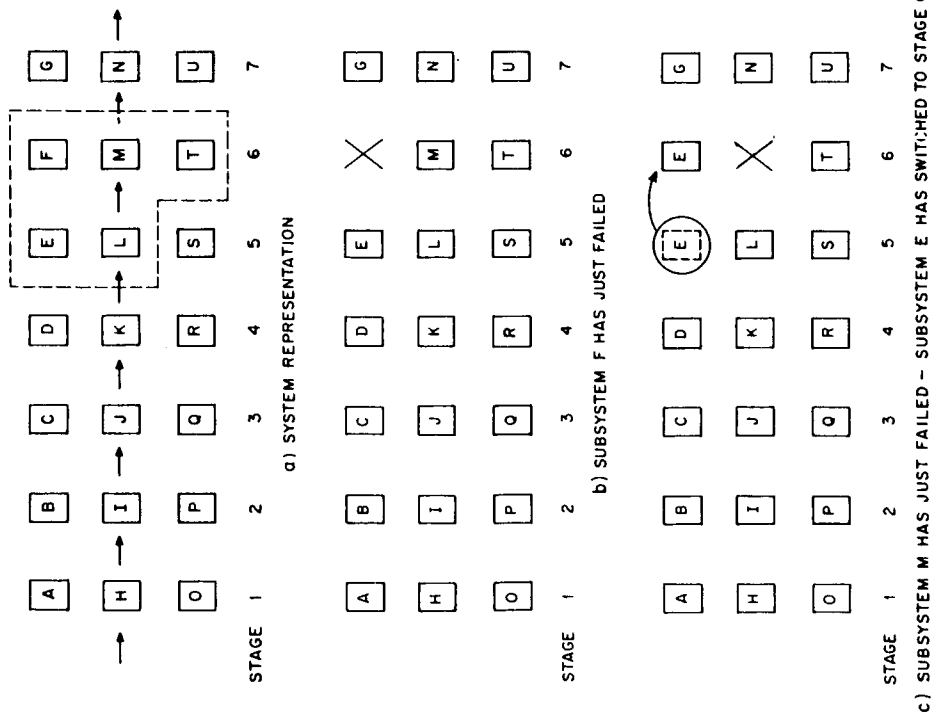 A B C D E F G
H I J K L M N
O P Q R S T U
STAGE 1 2 3 4 5 6 7
a) SYSTEM REPRESENTATION
A B C D E G
H I J K L M N
O P Q R S T U
STAGE 1 2 3 4 5 6 7
b) SUBSYSTEM F HAS JUST FAILED
A B C D E E G
H I J K L N
O P Q R S T U
STAGE 1 2 3 4 5 6 7
c) SUBSYSTEM M HAS JUST FAILED - SUBSYSTEM E HAS SWITCHED TO STAGE